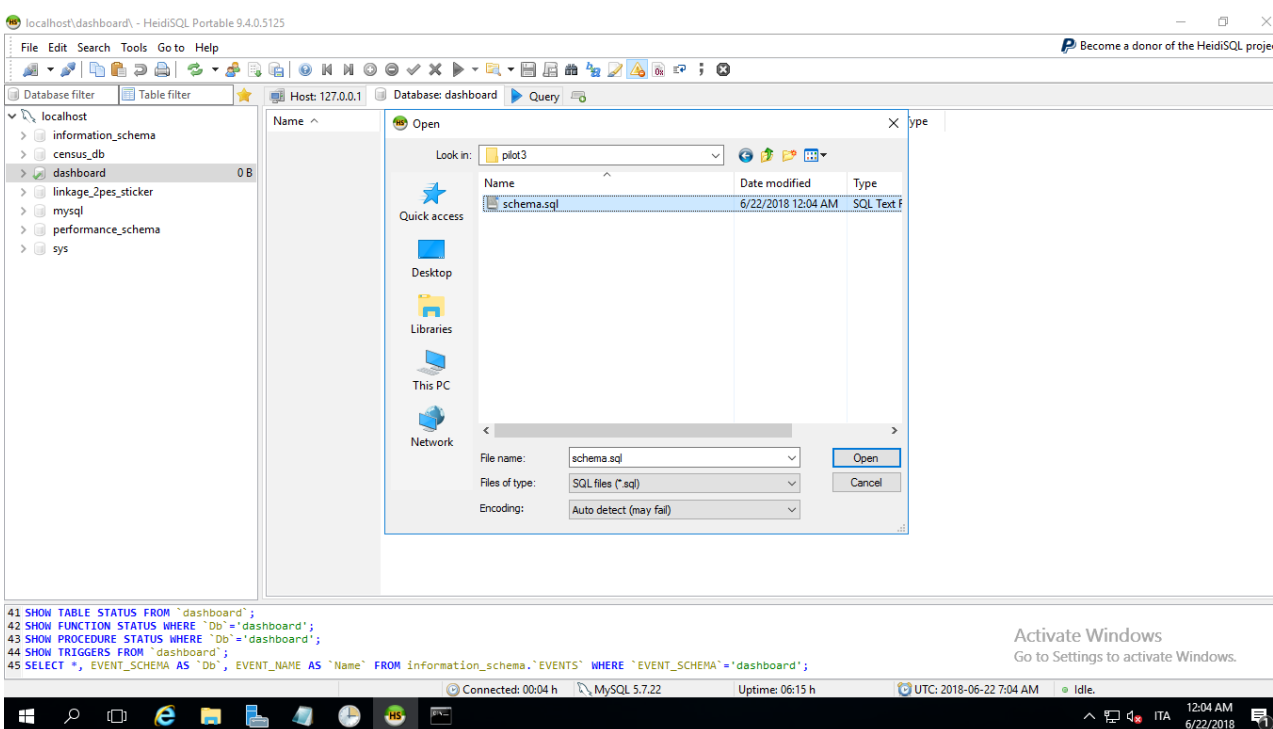 localhost\dashboard\ - HeidiSQL Portable 9.4.0.5125
File Edit Search Tools Go to Help
Become a donor of the HeidiSQL proje
Database filter Table filter Host: 127.0.0.1 Database: dashboard Query
localhost
information_schema
census_db
dashboard 0 B
linkage_2pes_sticker
mysql
performance_schema
sys
Name ype
Open
Look in: pilot3
Quick access
Desktop
Libraries
This PC
Network
Name Date modified Type
schema.sql 6/22/2018 12:04 AM SQL Text F
File name: schema.sql Open
Files of type: SQL files (*.sql) Cancel
Encoding: Auto detect (may fail)
41 SHOW TABLE STATUS FROM `dashboard`;
42 SHOW FUNCTION STATUS WHERE `Db`='dashboard';
43 SHOW PROCEDURE STATUS WHERE `Db`='dashboard';
44 SHOW TRIGGERS FROM `dashboard`;
45 SELECT *, EVENT_SCHEMA AS `Db`, EVENT_NAME AS `Name` FROM information_schema.`EVENTS` WHERE `EVENT_SCHEMA`='dashboard';
Activate Windows
Go to Settings to activate Windows.
Connected: 00:04 h MySQL 5.7.22 Uptime: 06:15 h UTC: 2018-06-22 7:04 AM Idle.
HS ITA 12:04 AM
6/22/2018